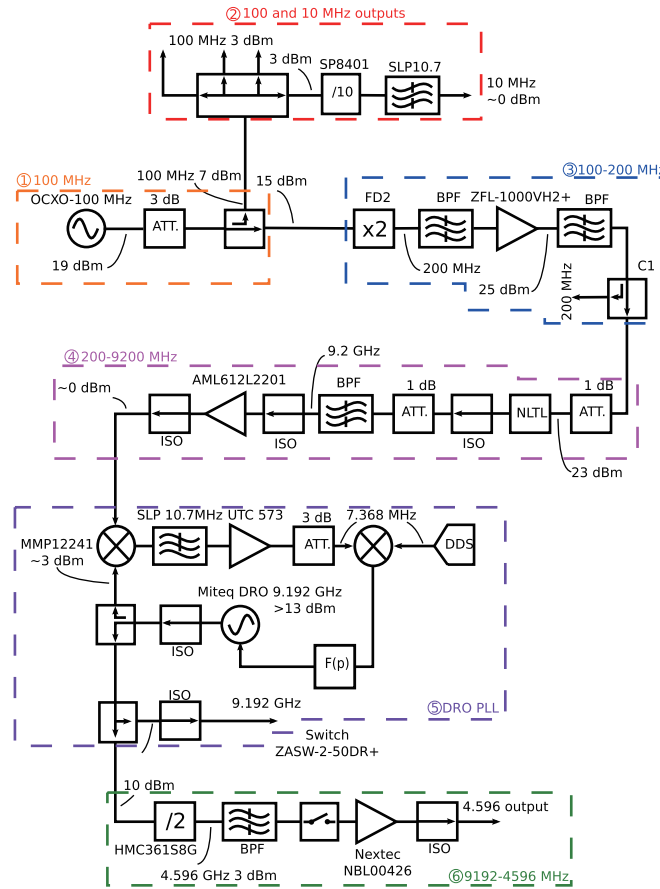 ②100 and 10 MHz outputs
100 MHz 3 dBm
3 dBm
SP8401
SLP10.7
/10
10 MHz
~0 dBm
①100 MHz
100 MHz 7 dBm
15 dBm
OCXO-100 MHz
3 dB
ATT.
19 dBm
③100-200 MHz
FD2
BPF
ZFL-1000VH2+
BPF
x2
200 MHz
25 dBm
200 MHz
C1
④200-9200 MHz
9.2 GHz
~0 dBm
AML612L2201
BPF
1 dB
1 dB
ATT.
NLTL
ATT.
ISO
ISO
ISO
23 dBm
SLP 10.7MHz
UTC 573
3 dB
7.368 MHz
MMP12241
~3 dBm
ATT.
DDS
Miteq DRO 9.192 GHz
>13 dBm
ISO
F(p)
ISO
9.192 GHz
⑤DRO PLL
Switch
ZASW-2-50DR+
10 dBm
/2
4.596 output
HMC361S8G
BPF
ISO
4.596 GHz 3 dBm
Nextec
NBL00426
⑥9192-4596 MHz